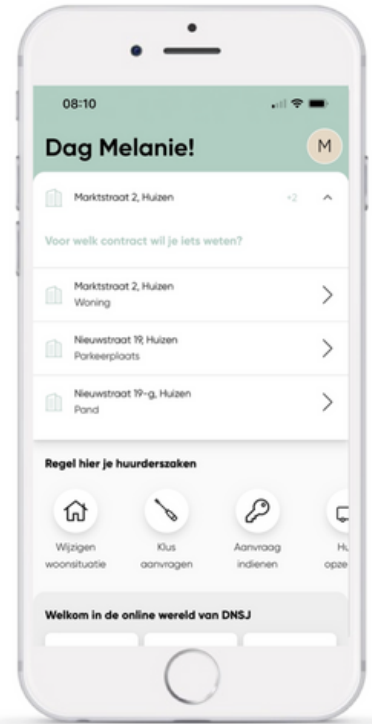 08:10
Dag Melanie!
M
Marktstraat 2, Huizen
+2
Voor welk contract wil je iets weten?
Marktstraat 2, Huizen
Woning
Nieuwstraat 19, Huizen
Parkeerplaats
Nieuwstraat 19-g, Huizen
Pand
Regel hier je huurderszaken
Wijzigen
woonsituatie
Klus
aanvragen
Aanvraag
indienen
Hu
opze
Welkom in de online wereld van DNSJ